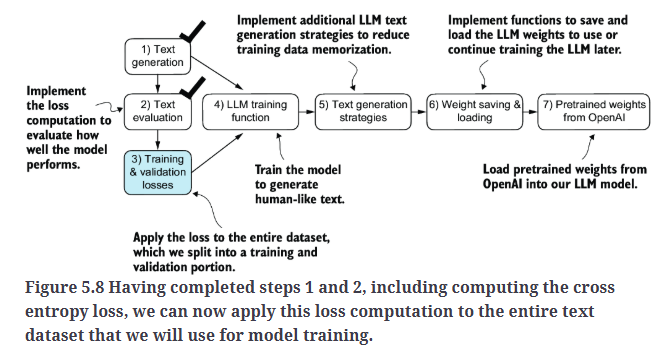 Implement additional LLM text
generation strategies to reduce
training data memorization.
Implement functions to save and
load the LLM weights to use or
continue training the LLM later.
1) Text
generation
Implement
the loss
computation to
evaluate how
well the model
performs.
2) Text
evaluation
4) LLM training
function
5) Text generation
strategies
6) Weight saving &
loading
7) Pretrained weights
from OpenAI
3) Training
& validation
losses
Train the model
to generate
human-like text.
Load pretrained weights from
OpenAI into our LLM model.
Apply the loss to the entire dataset,
which we split into a training and
validation portion.
Figure 5.8 Having completed steps 1 and 2, including computing the cross
entropy loss, we can now apply this loss computation to the entire text
dataset that we will use for model training.